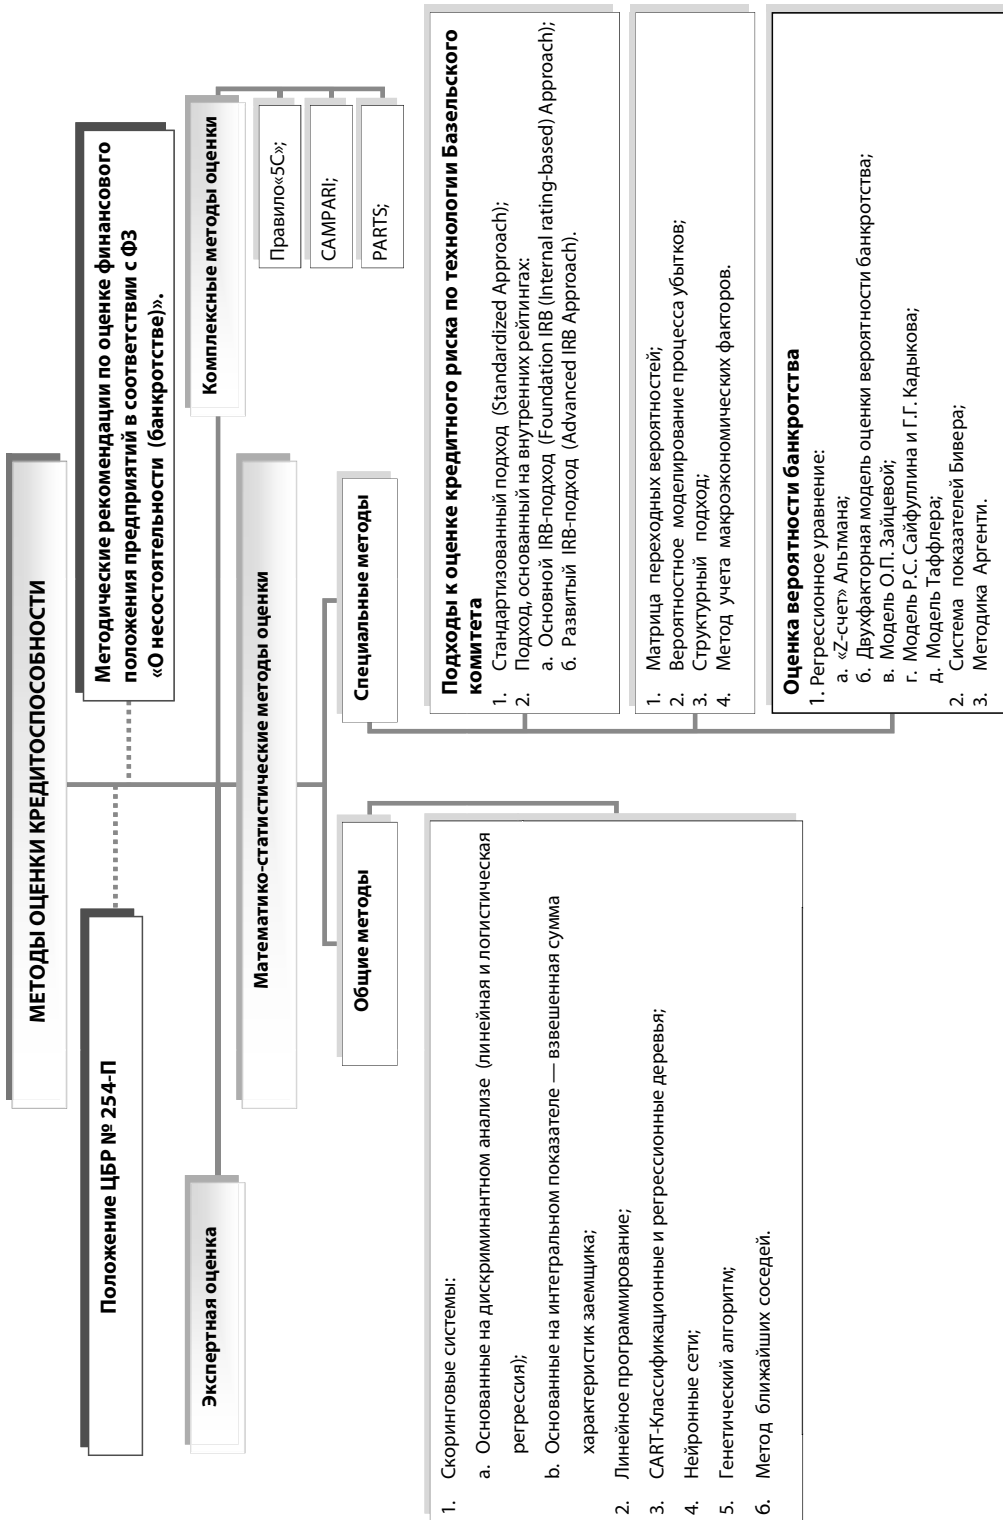 МЕТОДЫ ОЦЕНКИ КРЕДИТОСПОСОБНОСТИ
Положение ЦБР № 254-П
Методические рекомендации по оценке финансового
положения предприятий в соответствии с ФЗ
«О несостоятельности (банкротстве)».
Экспертная оценка
Математико-статистические методы оценки
Комплексные методы оценки
Правило«5С»;
CAMPARI;
PARTS;
Общие методы
Специальные методы
1. Скоринговые системы:
a. Основанные на дискриминантном анализе (линейная и логистическая
регрессия);
b. Основанные на интегральном показателе — взвешенная сумма
характеристик заемщика;
2. Линейное программирование;
3. CART-Классификационные и регрессионные деревья;
4. Нейронные сети;
5. Генетический алгоритм;
6. Метод ближайших соседей.
Подходы к оценке кредитного риска по технологии Базельского
комитета
1. Стандартизованный подход (Standardized Approach);
2. Подход, основанный на внутренних рейтингах:
а. Основной IRB-подход (Foundation IRB (Internal rating-based) Approach);
б. Развитый IRB-подход (Advanced IRB Approach).
1. Матрица переходных вероятностей;
2. Вероятностное моделирование процесса убытков;
3. Структурный подход;
4. Метод учета макроэкономических факторов.
Оценка вероятности банкротства
1. Регрессионное уравнение:
а. «Z-счет» Альтмана;
б. Двухфакторная модель оценки вероятности банкротства;
в. Модель О.П. Зайцевой;
г. Модель Р.С. Сайфуллина и Г.Г. Кадыкова;
д. Модель Таффлера;
2. Система показателей Бивера;
3. Методика Аргенти.